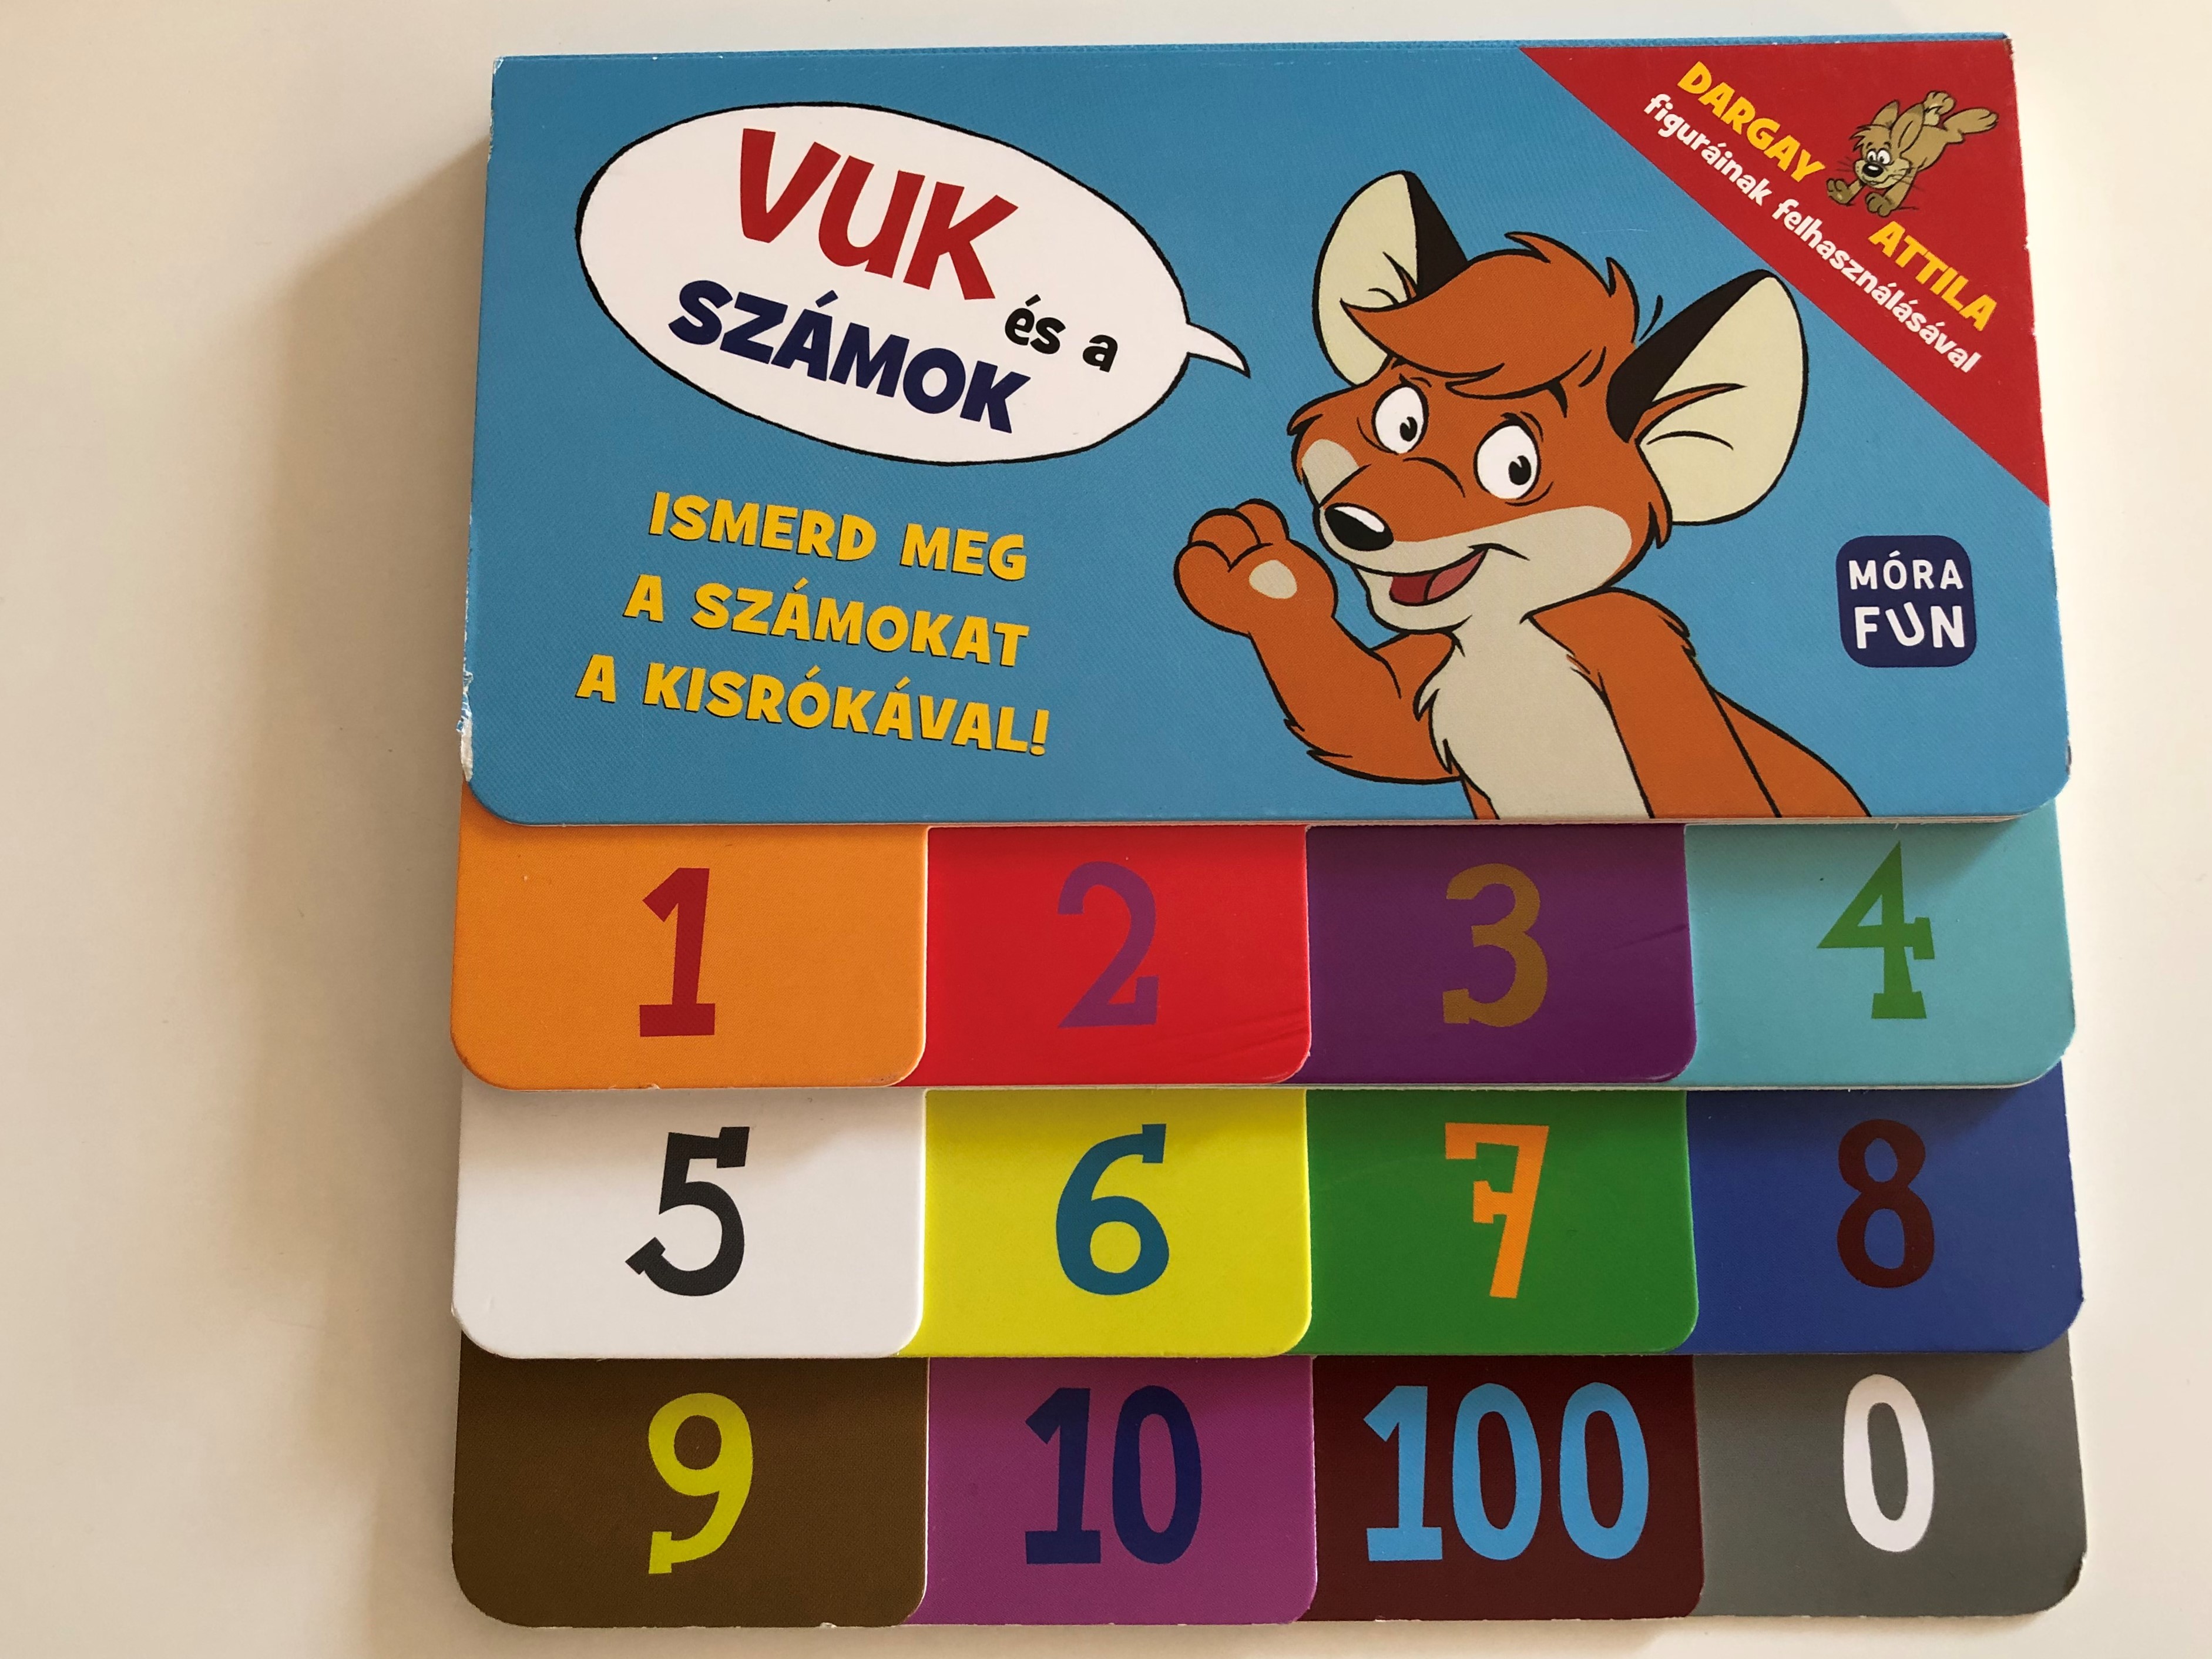 VUK
és a
SZÁMOK
DARGAY ATTILA
figuráinak felhasználásával
ISMERD MEG
A SZÁMOKAT
A KISRÓKÁVAL!
MÓRA
FUN
1 2 3 4
5 6 7 8
9 10 100 0